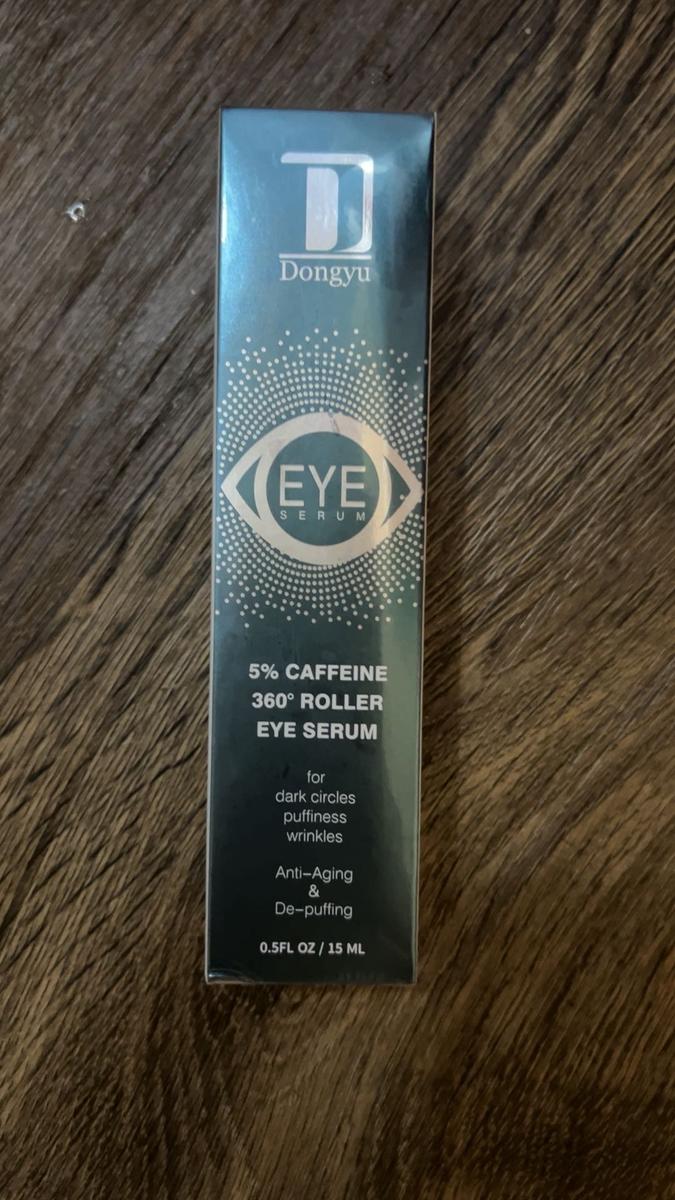 Dongyu
EYE
SERUM
5% CAFFEINE
360° ROLLER
EYE SERUM
for
dark circles
puffiness
wrinkles
Anti-Aging
&
De-puffing
0.5FL OZ / 15 ML